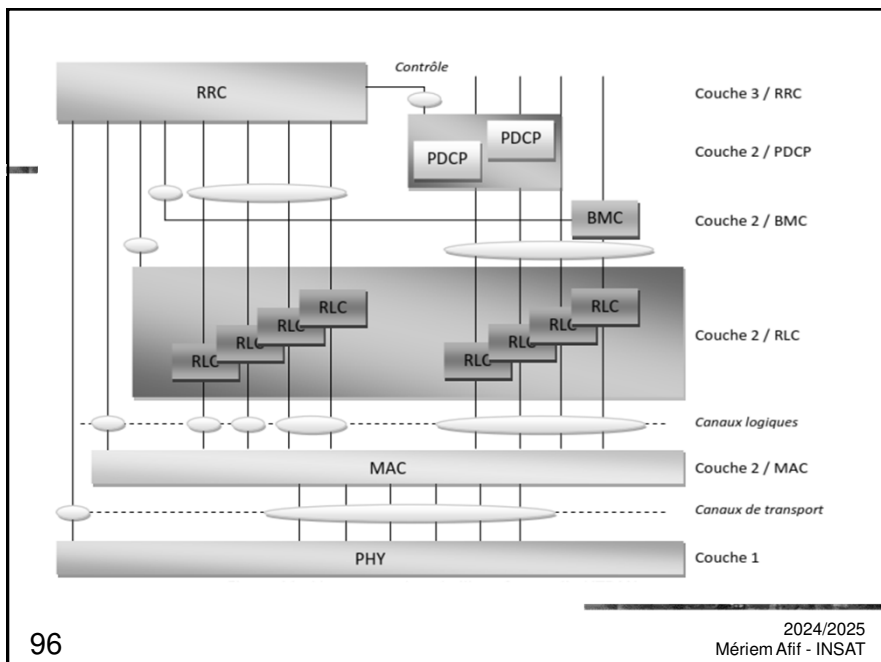 Contrôle
RRC
Couche 3 / RRC
PDCP
PDCP
Couche 2 / PDCP
BMC
Couche 2 / BMC
RLC
RLC
RLC
RLC
RLC
RLC
RLC
RLC
Couche 2 / RLC
Canaux logiques
MAC
Couche 2 / MAC
Canaux de transport
PHY
Couche 1
96
2024/2025
Mériem Afif - INSAT